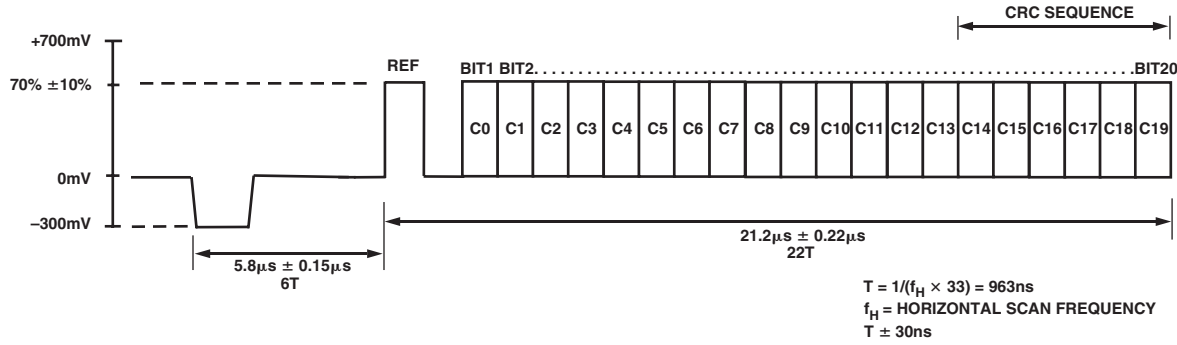 CRC SEQUENCE
+700mV
REF
BIT1 BIT2......................................................................BIT20
70% ±10%
C0 C1 C2 C3 C4 C5 C6 C7 C8 C9 C10 C11 C12 C13 C14 C15 C16 C17 C18 C19
0mV
–300mV
21.2μs ± 0.22μs
22T
5.8μs ± 0.15μs
6T
T = 1/(fH × 33) = 963ns
fH = HORIZONTAL SCAN FREQUENCY
T ± 30ns